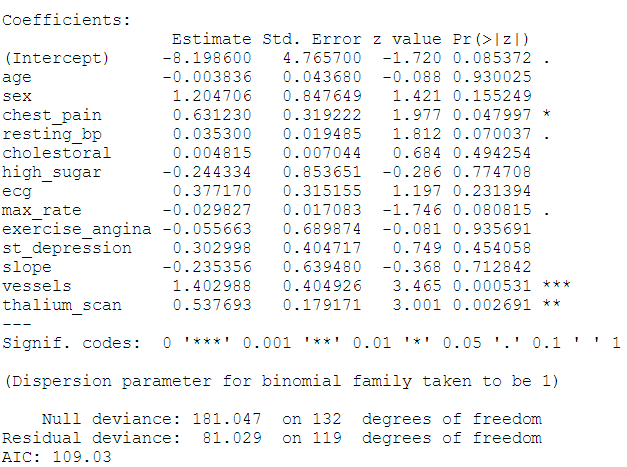 Coefficients:
                 Estimate Std. Error z value Pr(>|z|)
(Intercept)     -8.198600   4.765700  -1.720 0.085372 .
age             -0.003836   0.043680  -0.088 0.930025
sex              1.204706   0.847649   1.421 0.155249
chest_pain       0.631230   0.319222   1.977 0.047997 *
resting_bp       0.035300   0.019485   1.812 0.070037 .
cholestoral      0.004815   0.007044   0.684 0.494254
high_sugar      -0.244334   0.853651  -0.286 0.774708
ecg              0.377170   0.315155   1.197 0.231394
max_rate        -0.029827   0.017083  -1.746 0.080815 .
exercise_angina -0.055663   0.689874  -0.081 0.935691
st_depression    0.302998   0.404717   0.749 0.454058
slope           -0.235356   0.639480  -0.368 0.712842
vessels          1.402988   0.404926   3.465 0.000531 ***
thalium_scan     0.537693   0.179171   3.001 0.002691 **
---
Signif. codes:  0 '***' 0.001 '**' 0.01 '*' 0.05 '.' 0.1 ' ' 1
(Dispersion parameter for binomial family taken to be 1)
    Null deviance: 181.047  on 132  degrees of freedom
Residual deviance:  81.029  on 119  degrees of freedom
AIC: 109.03